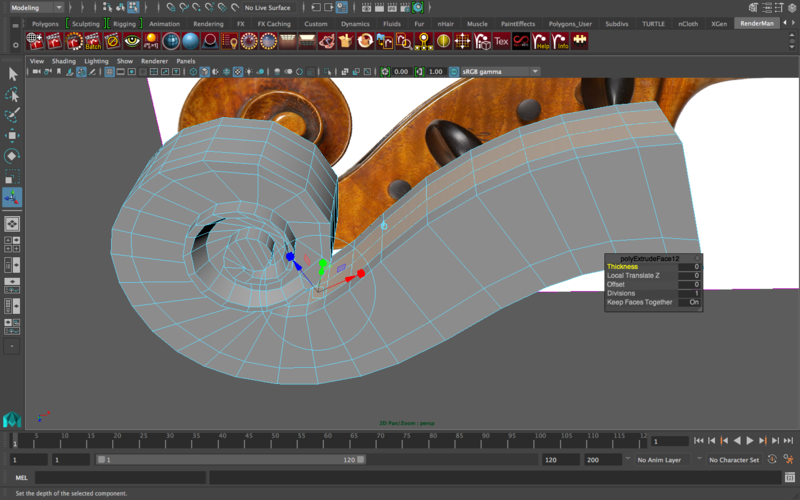 Modeling
No Live Surface
Polygons Sculpting Rigging Animation Rendering FX FX Caching Custom Dynamics Fluids Fur nHair Muscle PaintEffects Polygons_User Subdivs TURTLE nCloth XGen RenderMan
Batch Tex Help Info
View Shading Lighting Show Renderer Panels
0.00 1.00 sRGB gamma
polyExtrudeFace12
Thickness 0
Local Translate Z 0
Offset 0
Divisions 1
Keep Faces Together On
2D Pan/Zoom : persp
1 5 10 15 20 25 30 35 40 45 50 55 60 65 70 75 80 85 90 95 100 105 110 115 12 1
1 1 1 120 120 200 No Anim Layer No Character Set
MEL
Set the depth of the selected component.